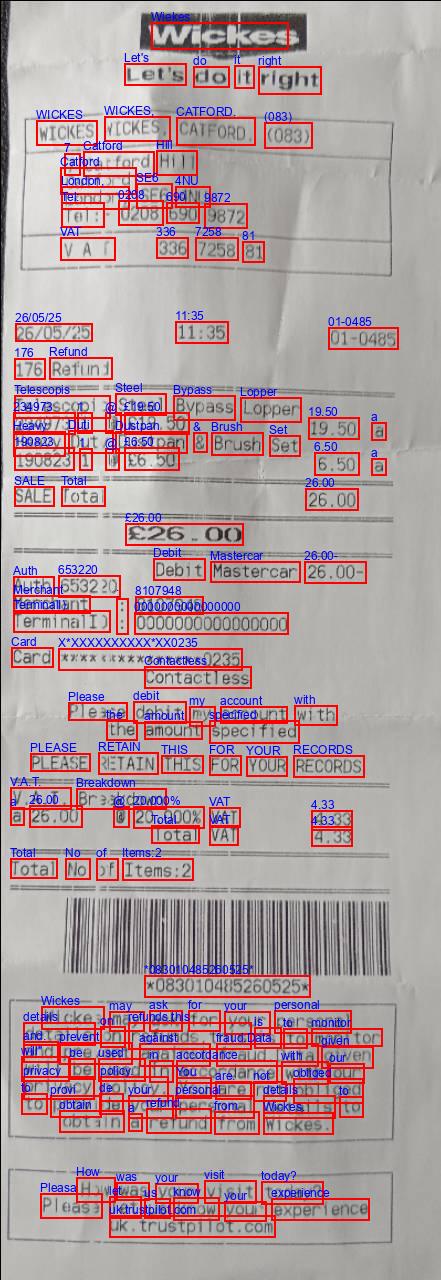 Wickes
Let's do it right
WICKES WICKES, CATFORD. (083)
7 Catford Hill
Catford
London. SE6 4NU
Tel: 0208 690 9872
VAT 336 7258 81
26/05/25 11:35 01-0485
176 Refund
Telescopic Steel Bypass Lopper
234973 1 @ £19.50 19.50 a
Heavy Duti Dustpan & Brush Set
190823 1 @ £6.50 6.50 a
SALE Total 26.00
£26.00
Debit Mastercar 26.00-
Auth 653220
Merchant : 8107948
TerminalID : 0000000000000000
Card ************0235
Contactless
Please debit my account with
the amount specified
PLEASE RETAIN THIS FOR YOUR RECORDS
V.A.T. Breakdown
a 26.00 @ 20.000% VAT 4.33
Total VAT 4.33
Total No of Items:2
*083010485260525*
Wickes may ask for your personal
details on refunds.this is to monitor
and prevent against fraud.Data given
will be used in accordance with our
privacy policy. You are not obliged
to provide your personal details to
obtain a refund from Wickes.
How was your visit today?
Please let us know your experience
uk.trustpilot.com